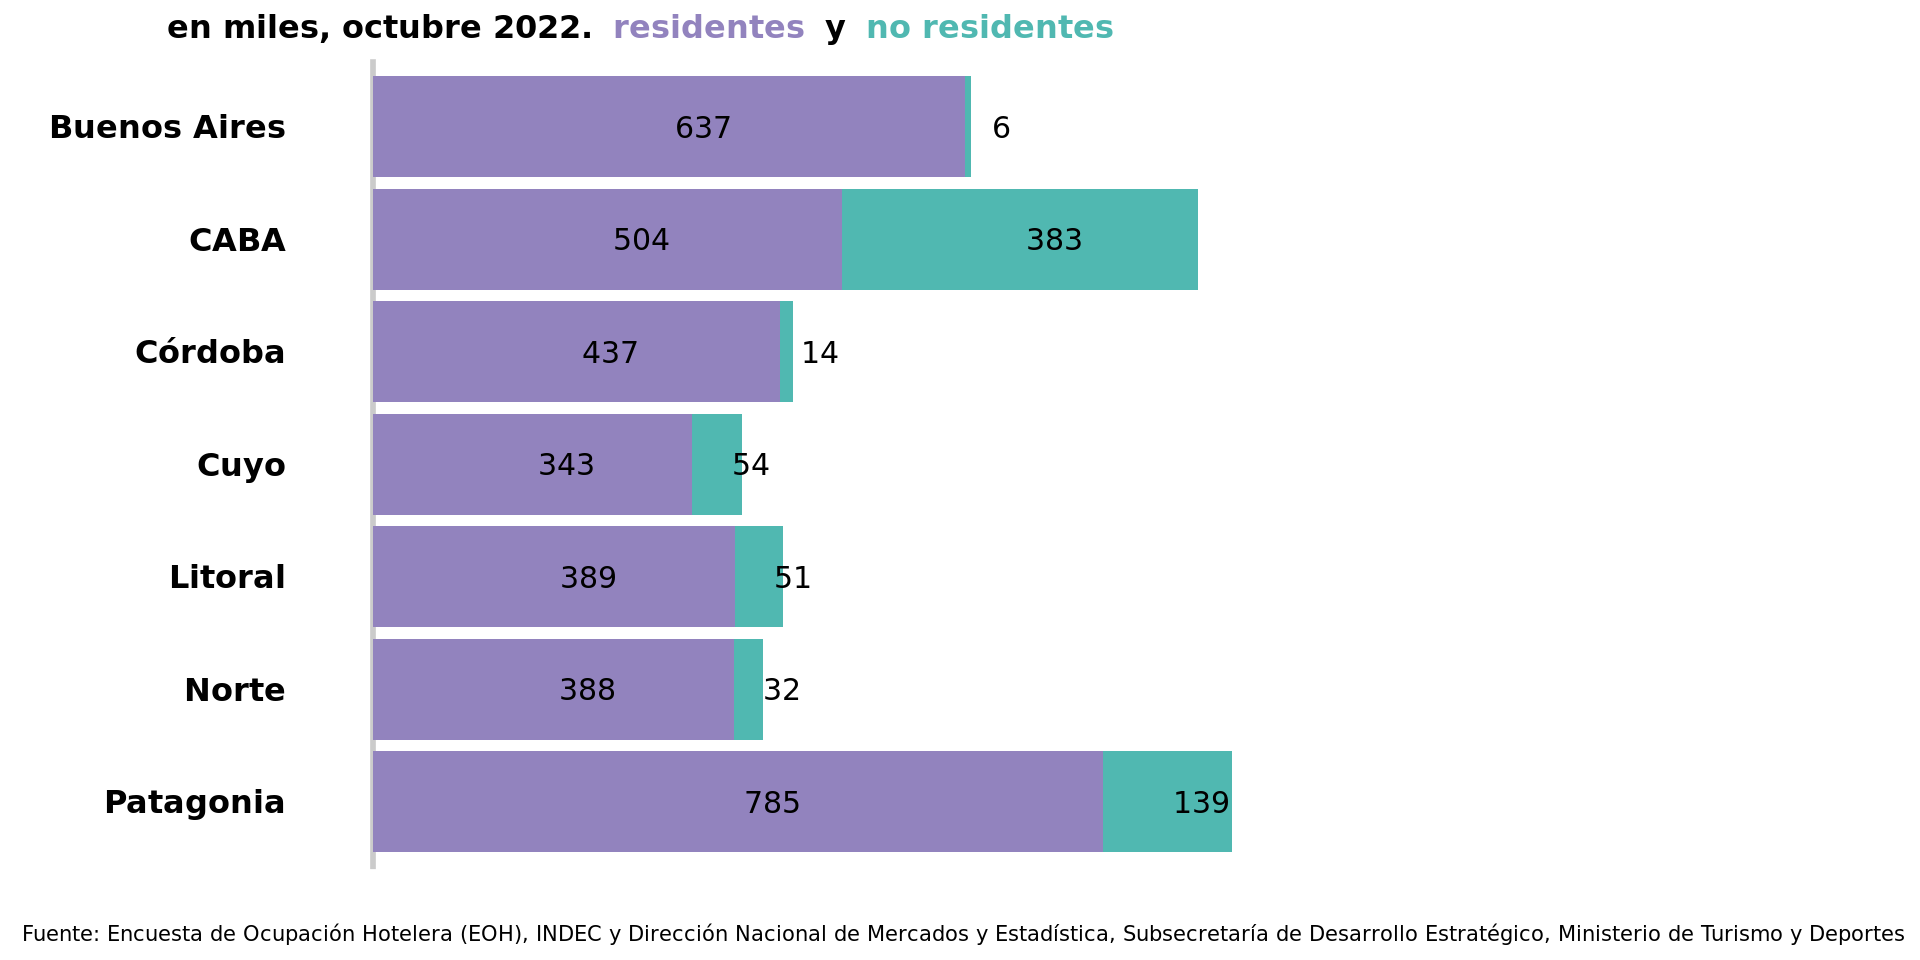 en miles, octubre 2022. residentes y no residentes
Buenos Aires 637 6
CABA 504 383
Córdoba 437 14
Cuyo 343 54
Litoral 389 51
Norte 388 32
Patagonia 785 139
Fuente: Encuesta de Ocupación Hotelera (EOH), INDEC y Dirección Nacional de Mercados y Estadística, Subsecretaría de Desarrollo Estratégico, Ministerio de Turismo y Deportes